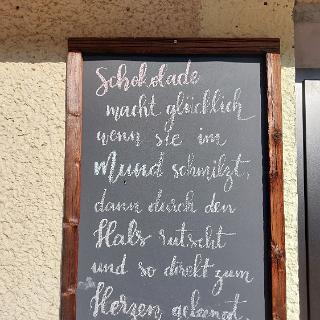 Schokolade
macht glücklich
wenn sie im
Mund schmilzt,
dann durch den
Hals rutscht
und so direkt zum
Herzen gelangt.